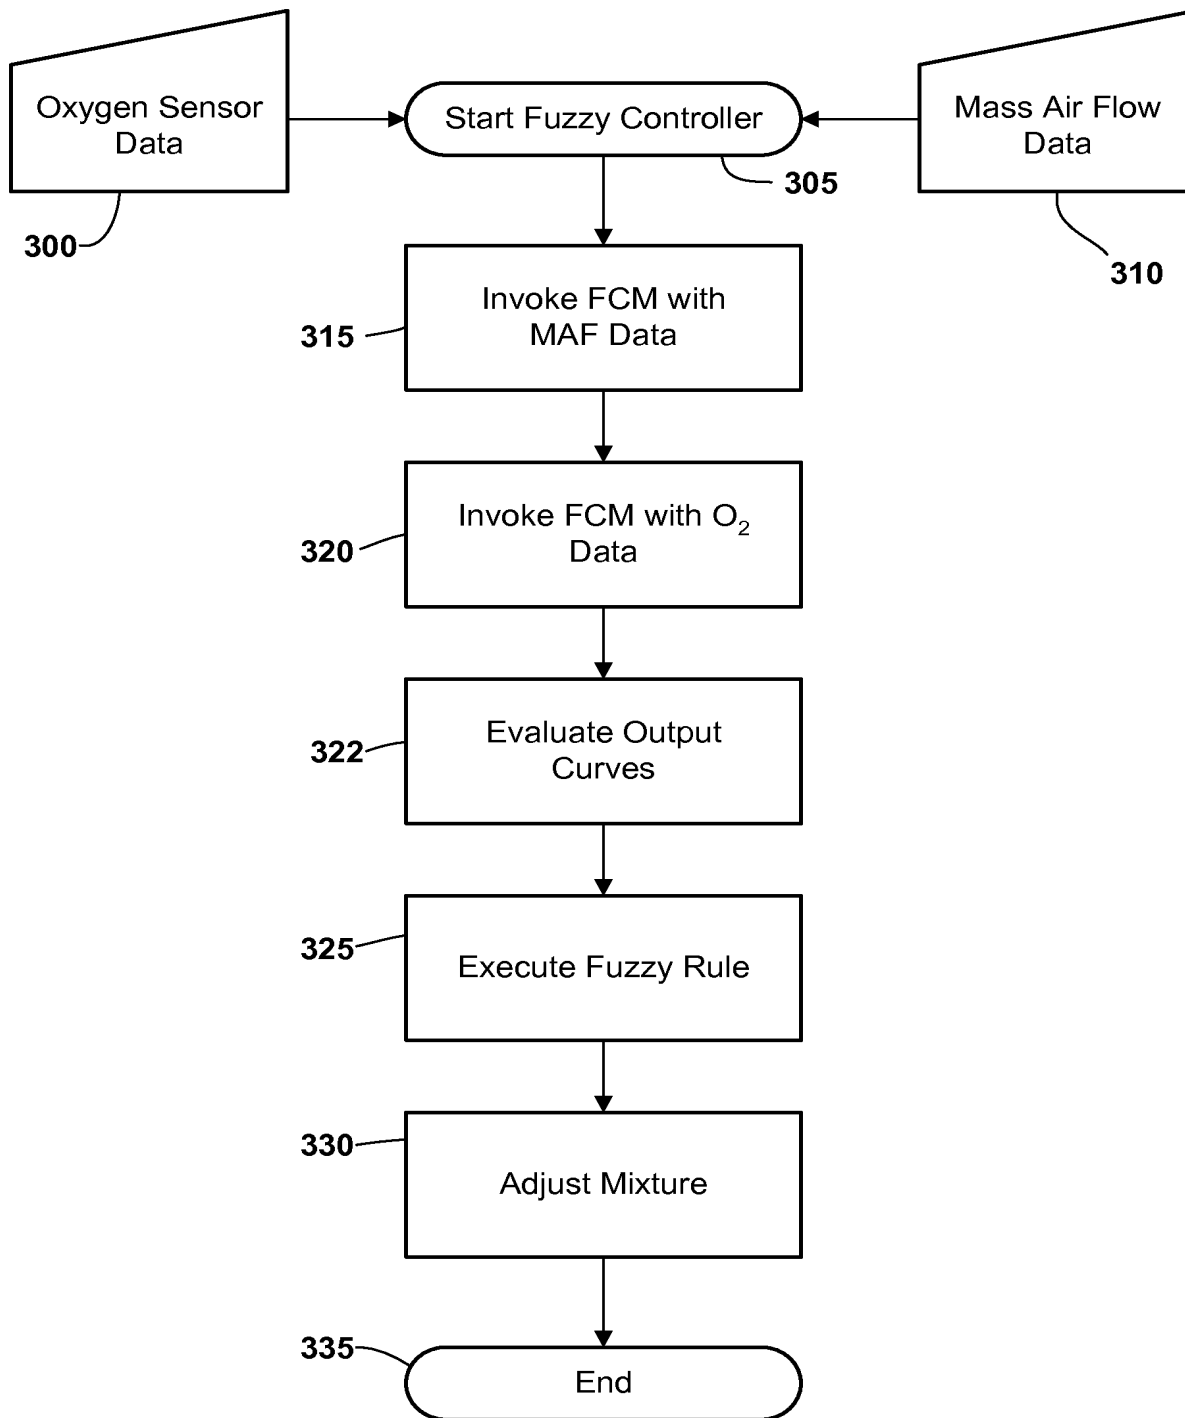 Oxygen Sensor
Data
300
Start Fuzzy Controller
305
Mass Air Flow
Data
310
Invoke FCM with
MAF Data
315
Invoke FCM with O₂
Data
320
Evaluate Output
Curves
322
Execute Fuzzy Rule
325
Adjust Mixture
330
End
335